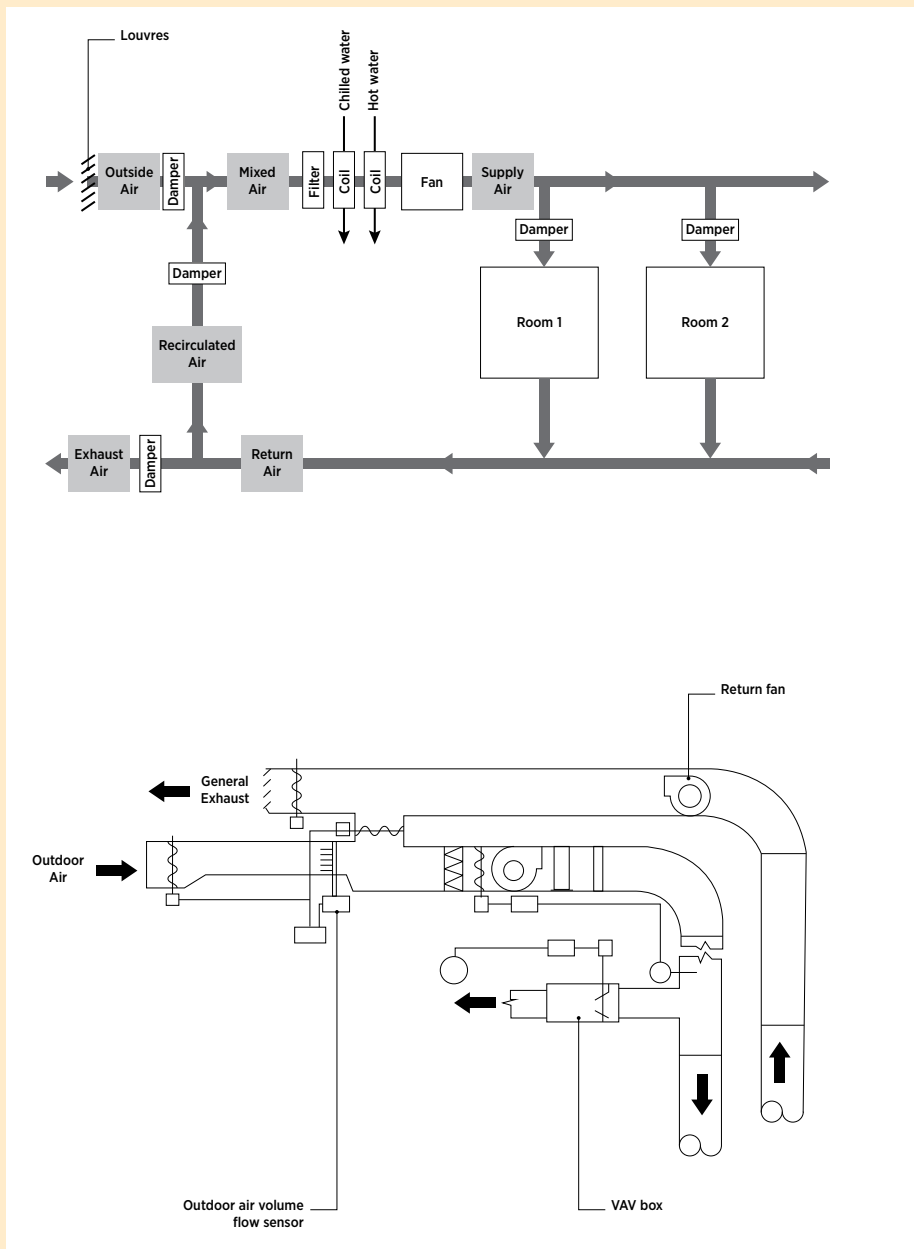 Louvres
Chilled water
Hot water
Outside
Air
Damper
Mixed
Air
Filter
Coil
Coil
Fan
Supply
Air
Damper
Damper
Damper
Room 1
Room 2
Recirculated
Air
Exhaust
Air
Damper
Return
Air
Return fan
General
Exhaust
Outdoor
Air
Outdoor air volume
flow sensor
VAV box